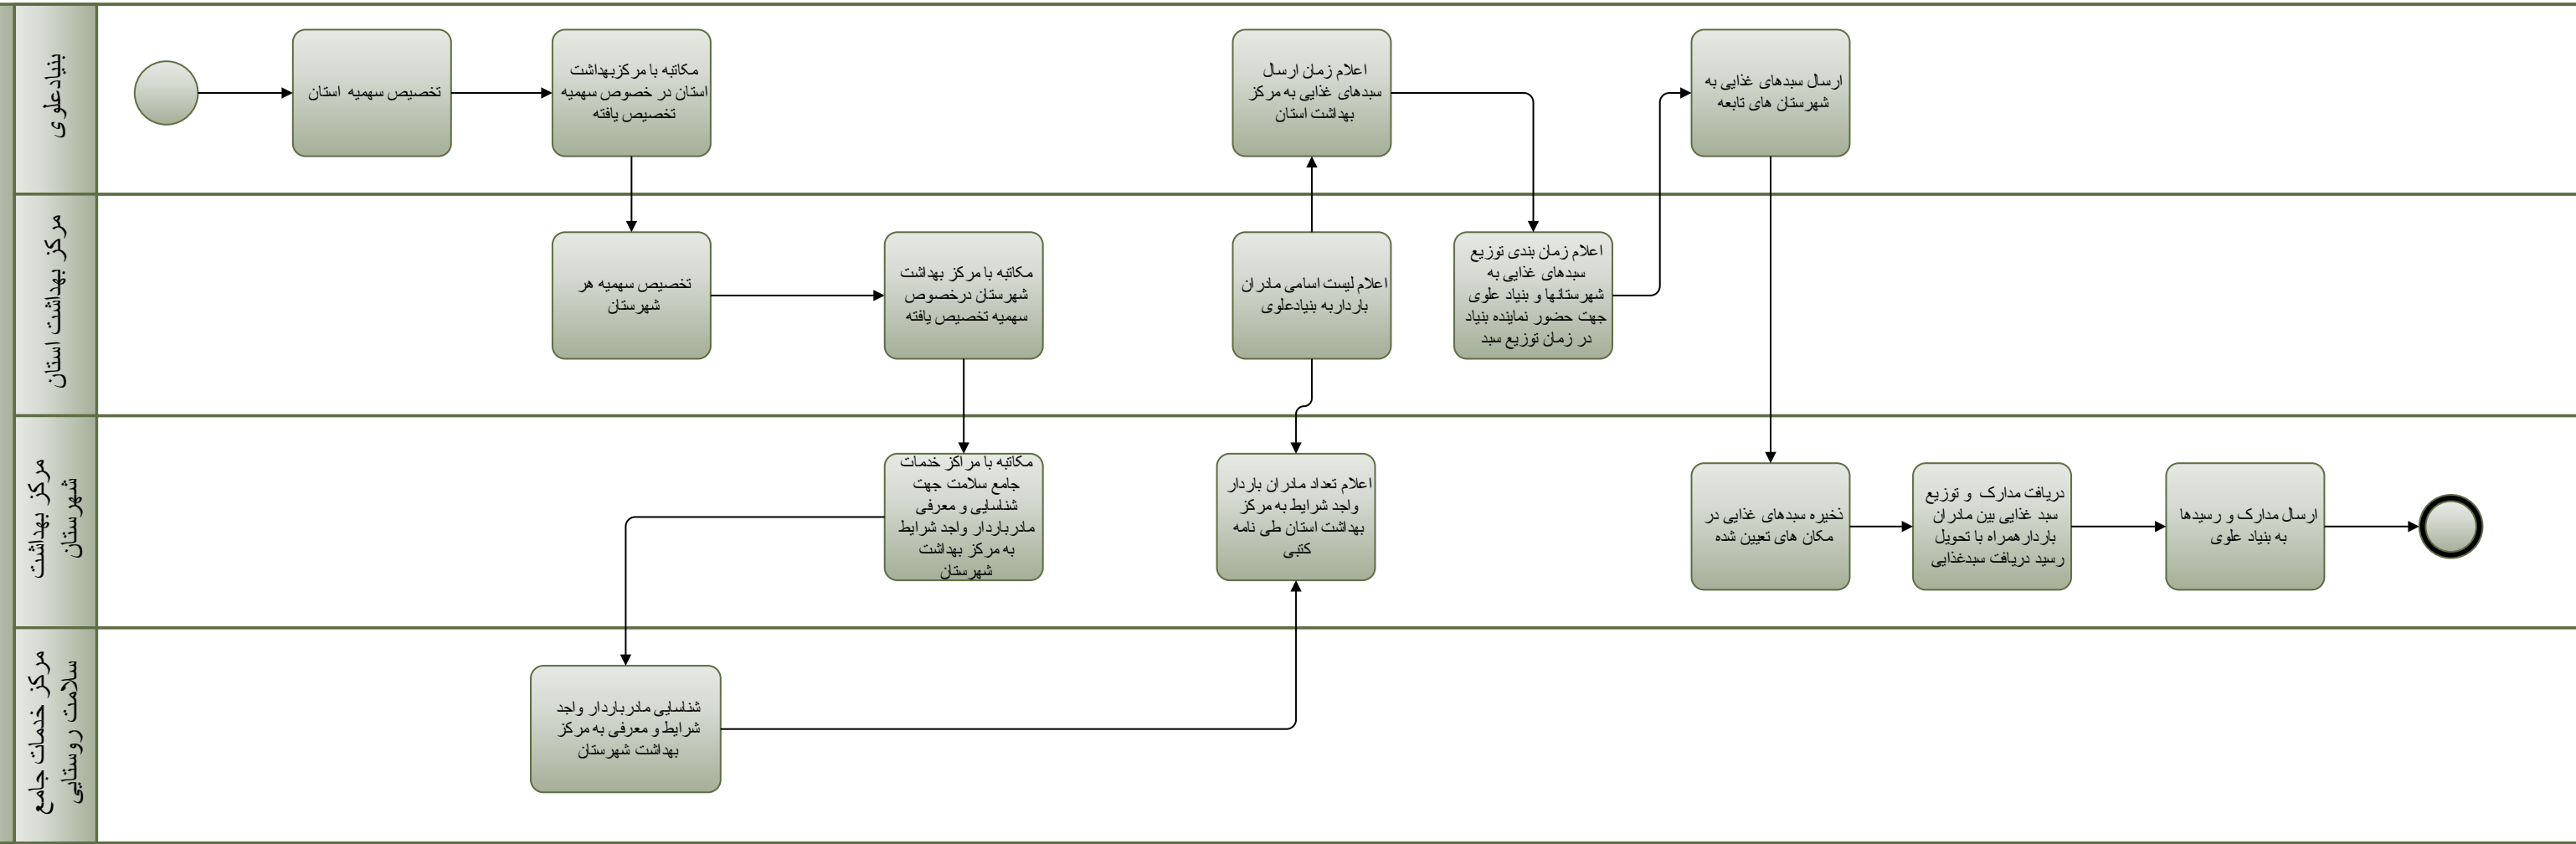 بنیادعلوی
تخصیص سهمیه استان
مکاتبه با مرکزبهداشت
استان در خصوص سهمیه
تخصیص یافته
اعلام زمان ارسال
سبدهای غذایی به مرکز
بهداشت استان
ارسال سبدهای غذایی به
شهرستان های تابعه
مرکز بهداشت استان
تخصیص سهمیه هر
شهرستان
مکاتبه با مرکز بهداشت
شهرستان درخصوص
سهمیه تخصیص یافته
اعلام لیست اسامی مادران
بارداربه بنیادعلوی
اعلام زمان بندی توزیع
سبدهای غذایی به
شهرستانها و بنیاد علوی
جهت حضور نماینده بنیاد
در زمان توزیع سبد
مرکز بهداشت
شهرستان
مکاتبه با مراکز خدمات
جامع سلامت جهت
شناسایی و معرفی
مادرباردار واجد شرایط
به مرکز بهداشت
شهرستان
اعلام تعداد مادران باردار
واجد شرایط به مرکز
بهداشت استان طی نامه
کتبی
ذخیره سبدهای غذایی در
مکان های تعیین شده
دریافت مدارک و توزیع
سبد غذایی بین مادران
باردارهمراه با تحویل
رسید دریافت سبدغذایی
ارسال مدارک و رسیدها
به بنیاد علوی
مرکز خدمات جامع
سلامت روستایی
شناسایی مادرباردار واجد
شرایط و معرفی به مرکز
بهداشت شهرستان